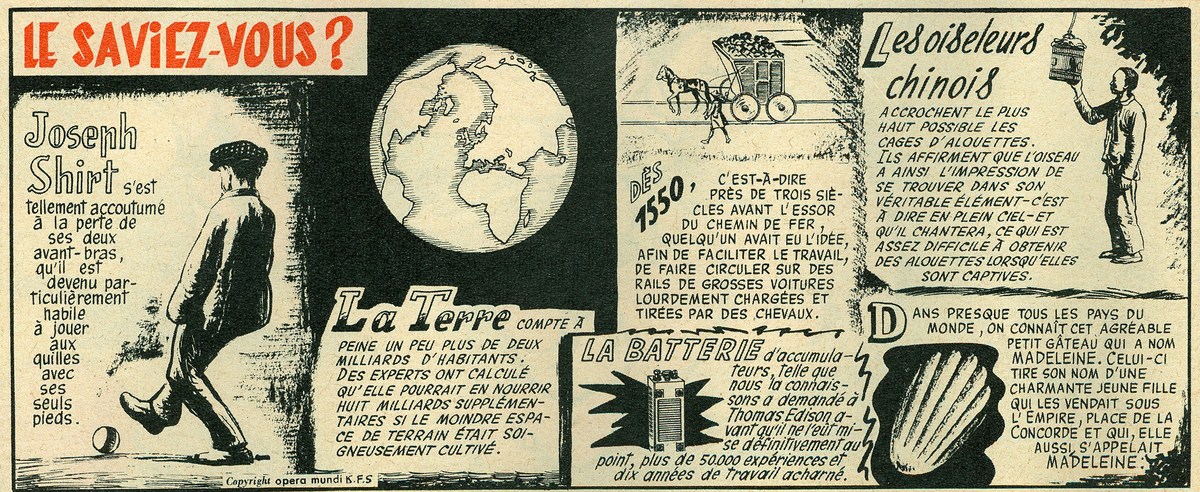 LE SAVIEZ-VOUS ?
Joseph
Shirt s'est
tellement accoutumé
à la perte de
ses deux
avant-bras,
qu'il est
devenu par-
ticulièrement
habile
à jouer
aux
quilles
avec
ses
seuls
pieds.
Copyright opera mundi K.F.S
La Terre COMPTE À
PEINE UN PEU PLUS DE DEUX
MILLIARDS D'HABITANTS.
DES EXPERTS ONT CALCULÉ
QU'ELLE POURRAIT EN NOURRIR
HUIT MILLIARDS SUPPLÉMEN-
TAIRES SI LE MOINDRE ESPA-
CE DE TERRAIN ÉTAIT SOI-
GNEUSEMENT CULTIVÉ.
DÈS
1550,
C'EST-À-DIRE
PRÈS DE TROIS SIÈ-
CLES AVANT L'ESSOR
DU CHEMIN DE FER,
QUELQU'UN AVAIT EU L'IDÉE,
AFIN DE FACILITER LE TRAVAIL,
DE FAIRE CIRCULER SUR DES
RAILS DE GROSSES VOITURES
LOURDEMENT CHARGÉES ET
TIRÉES PAR DES CHEVAUX.
LA BATTERIE d'accumula-
teurs, telle que
nous la connais-
sons a demandé à
Thomas Edison a-
vant qu'il ne l'eut mi-
se définitivement au
point, plus de 50.000 expériences et
dix années de travail acharné.
Les oiseleurs
chinois
ACCROCHENT LE PLUS
HAUT POSSIBLE LES
CAGES D'ALOUETTES.
ILS AFFIRMENT QUE L'OISEAU
A AINSI L'IMPRESSION DE
SE TROUVER DANS SON
VÉRITABLE ÉLÉMENT-C'EST
À DIRE EN PLEIN CIEL-ET
QU'IL CHANTERA, CE QUI EST
ASSEZ DIFFICILE À OBTENIR
DES ALOUETTES LORSQU'ELLES
SONT CAPTIVES.
DANS PRESQUE TOUS LES PAYS DU
MONDE, ON CONNAÎT CET AGRÉABLE
PETIT GÂTEAU QUI A NOM
MADELEINE. CELUI-CI
TIRE SON NOM D'UNE
CHARMANTE JEUNE FILLE
QUI LES VENDAIT SOUS
L'EMPIRE, PLACE DE LA
CONCORDE ET QUI, ELLE
AUSSI, S'APPELAIT
MADELEINE.